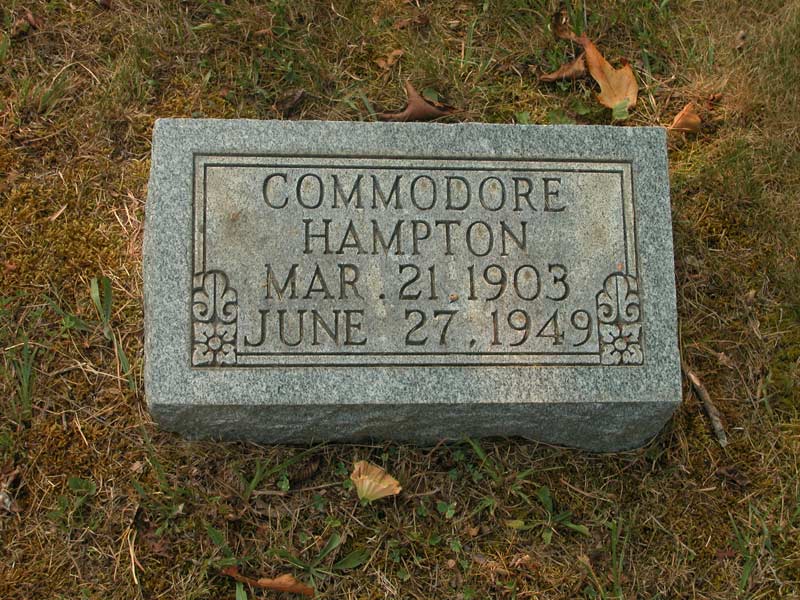 COMMODORE
HAMPTON
MAR. 21. 1903
JUNE 27, 1949